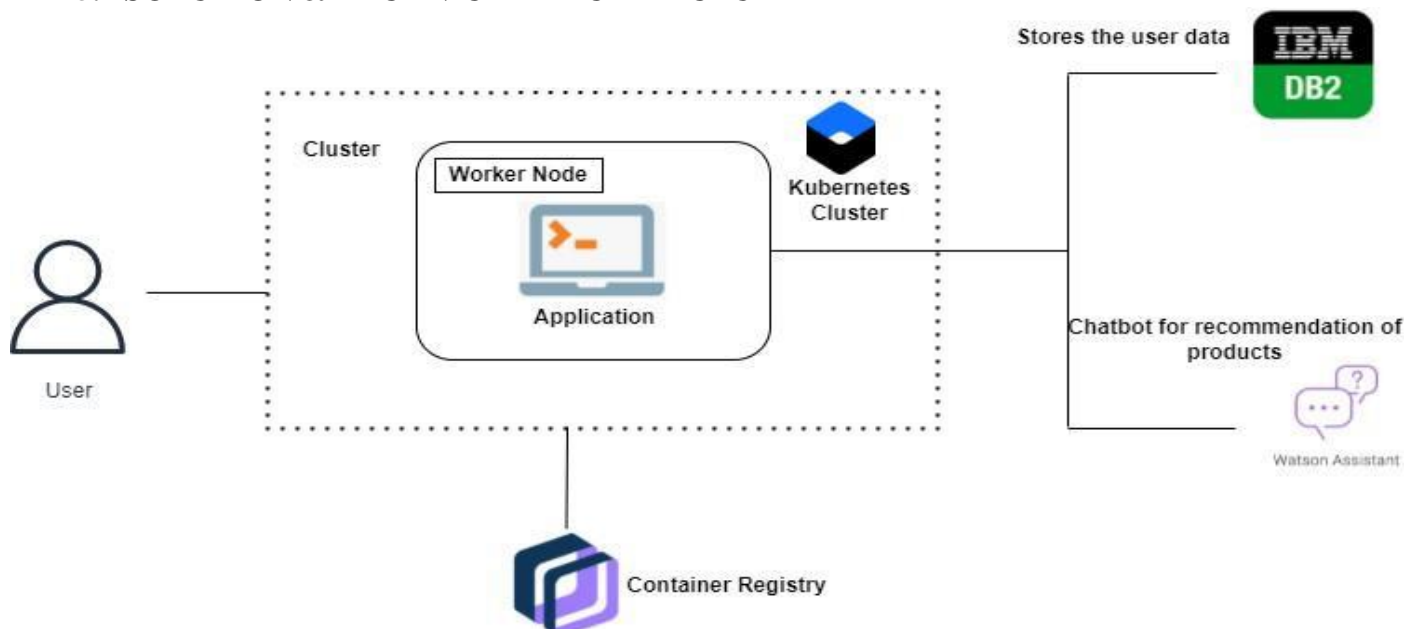 Stores the user data
IBM
DB2
Cluster
Worker Node
Kubernetes
Cluster
Application
User
Chatbot for recommendation of
products
?
Watson Assistant
Container Registry